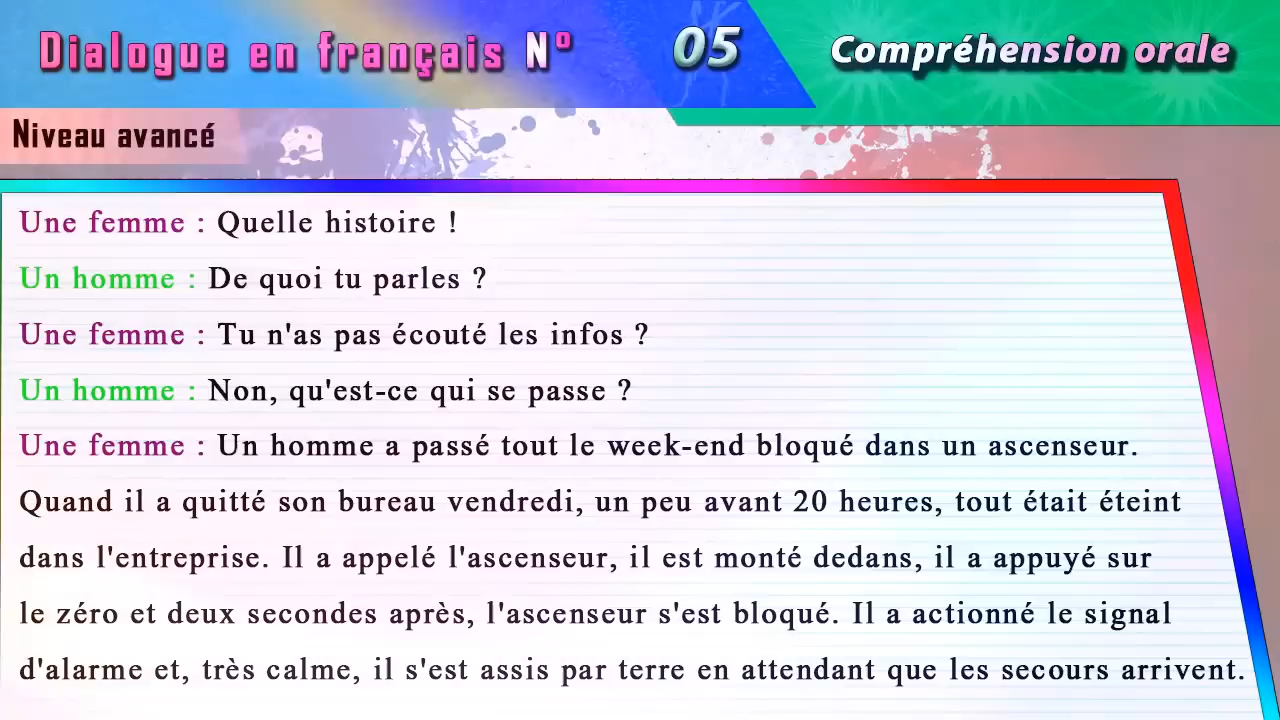 Dialogue en français N° 05 Compréhension orale
Niveau avancé
Une femme : Quelle histoire !
Un homme : De quoi tu parles ?
Une femme : Tu n'as pas écouté les infos ?
Un homme : Non, qu'est-ce qui se passe ?
Une femme : Un homme a passé tout le week-end bloqué dans un ascenseur.
Quand il a quitté son bureau vendredi, un peu avant 20 heures, tout était éteint
dans l'entreprise. Il a appelé l'ascenseur, il est monté dedans, il a appuyé sur
le zéro et deux secondes après, l'ascenseur s'est bloqué. Il a actionné le signal
d'alarme et, très calme, il s'est assis par terre en attendant que les secours arrivent.